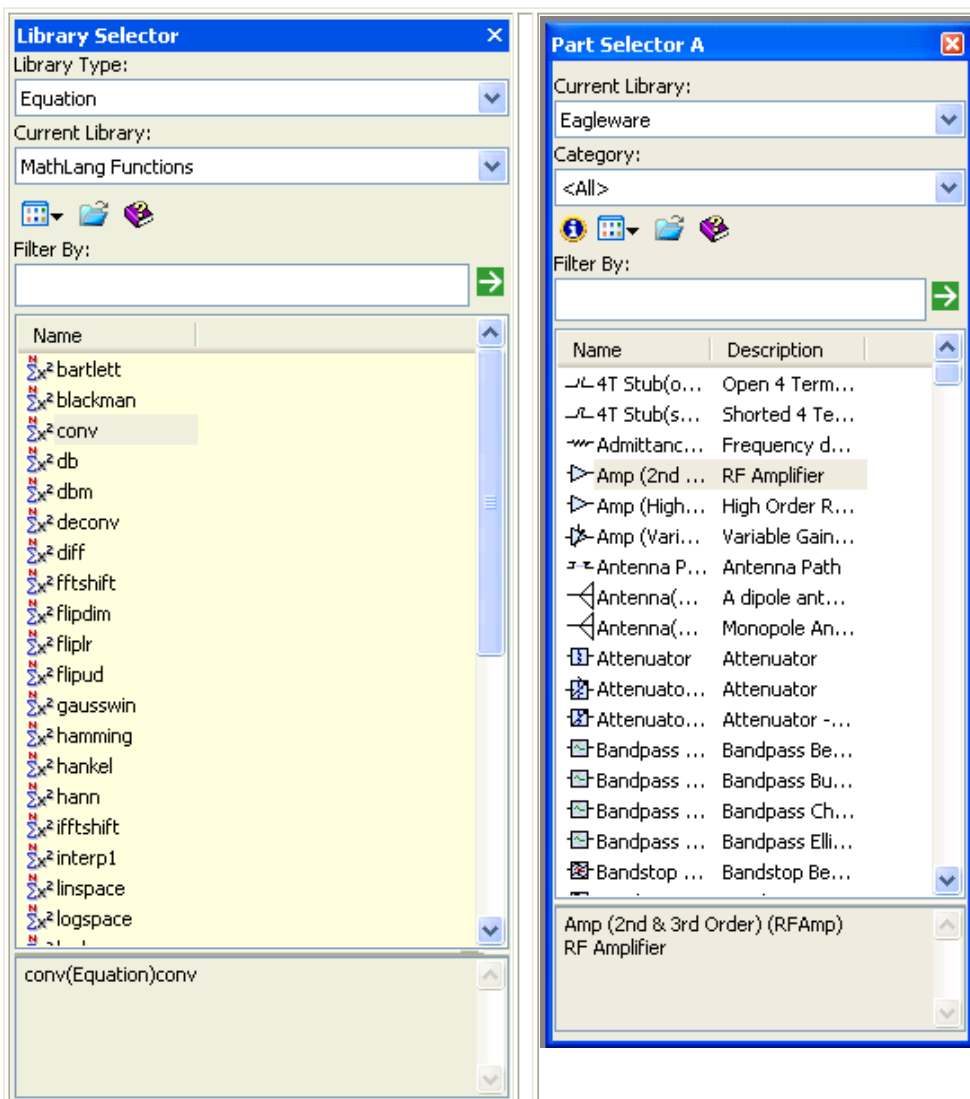 Library Selector
Library Type:
Equation
Current Library:
MathLang Functions
Filter By:
Name
bartlett
blackman
conv
db
dbm
deconv
diff
fftshift
flipdim
fliplr
flipud
gausswin
hamming
hankel
hann
ifftshift
interp1
linspace
logspace
conv(Equation)conv
Part Selector A
Current Library:
Eagleware
Category:
<All>
Filter By:
Name Description
4T Stub(o... Open 4 Term...
4T Stub(s... Shorted 4 Te...
Admittanc... Frequency d...
Amp (2nd ... RF Amplifier
Amp (High... High Order R...
Amp (Vari... Variable Gain...
Antenna P... Antenna Path
Antenna(... A dipole ant...
Antenna(... Monopole An...
Attenuator Attenuator
Attenuato... Attenuator
Attenuato... Attenuator -...
Bandpass ... Bandpass Be...
Bandpass ... Bandpass Bu...
Bandpass ... Bandpass Ch...
Bandpass ... Bandpass Elli...
Bandstop ... Bandstop Be...
Amp (2nd & 3rd Order) (RFAmp)
RF Amplifier